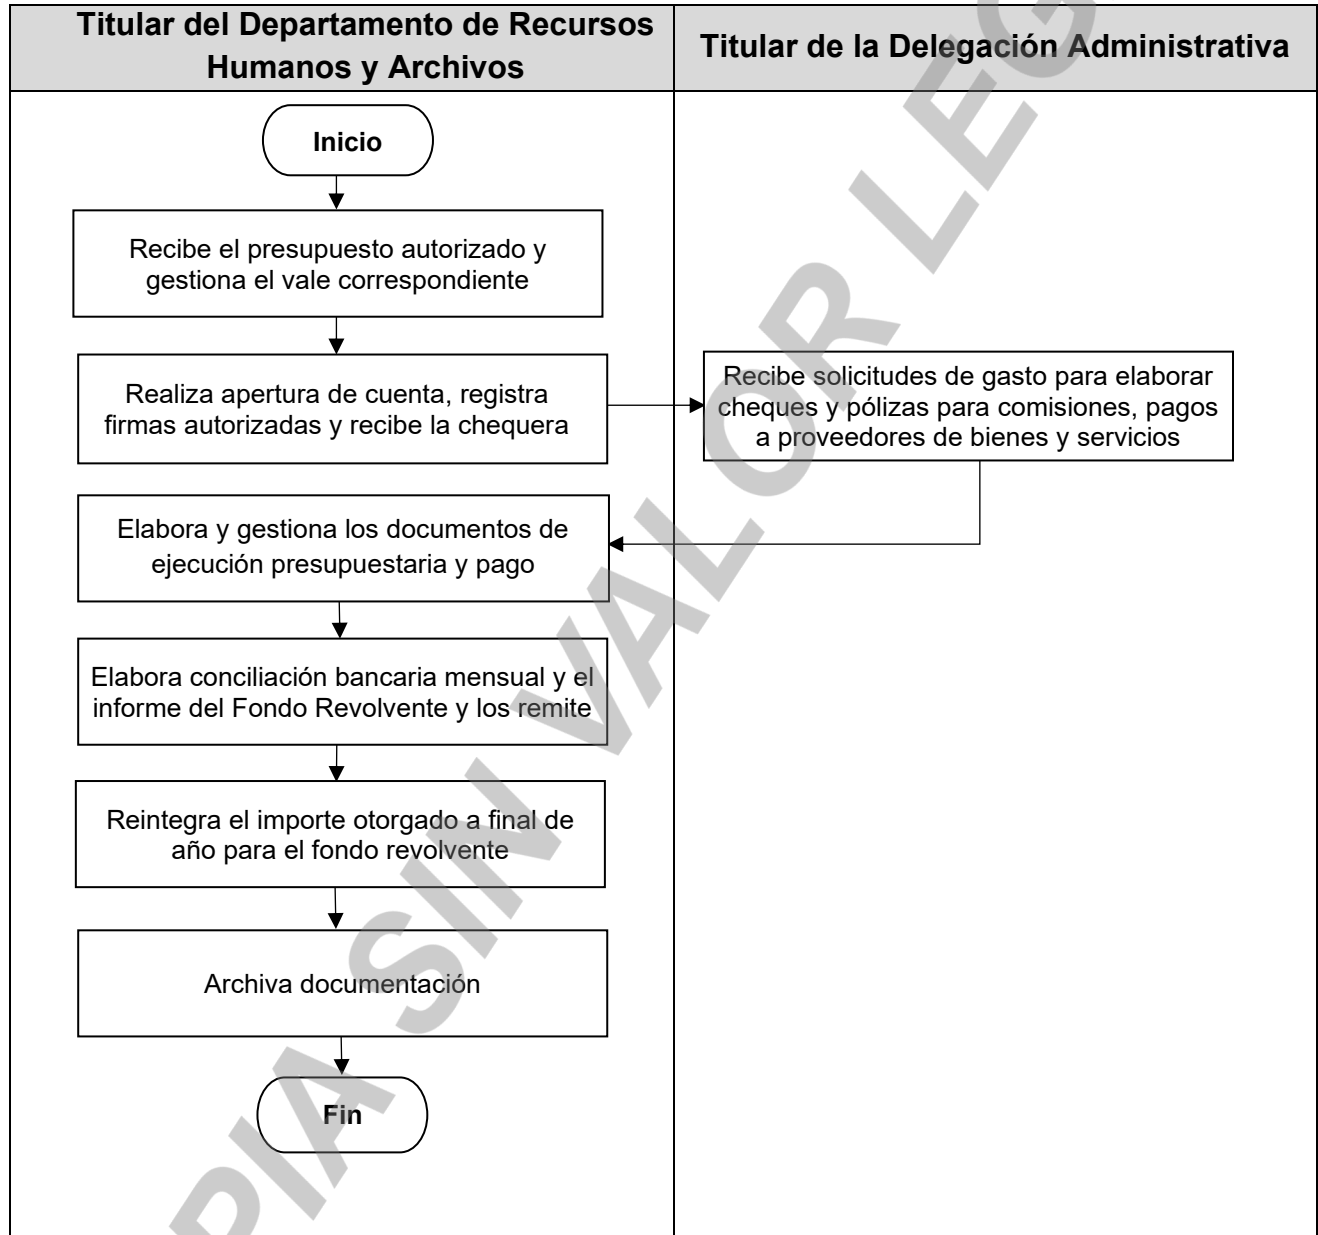 Titular del Departamento de Recursos
Humanos y Archivos
Titular de la Delegación Administrativa
Inicio
Recibe el presupuesto autorizado y
gestiona el vale correspondiente
Realiza apertura de cuenta, registra
firmas autorizadas y recibe la chequera
Recibe solicitudes de gasto para elaborar
cheques y pólizas para comisiones, pagos
a proveedores de bienes y servicios
Elabora y gestiona los documentos de
ejecución presupuestaria y pago
Elabora conciliación bancaria mensual y el
informe del Fondo Revolvente y los remite
Reintegra el importe otorgado a final de
año para el fondo revolvente
Archiva documentación
Fin
PIA SIN VALOR LEG